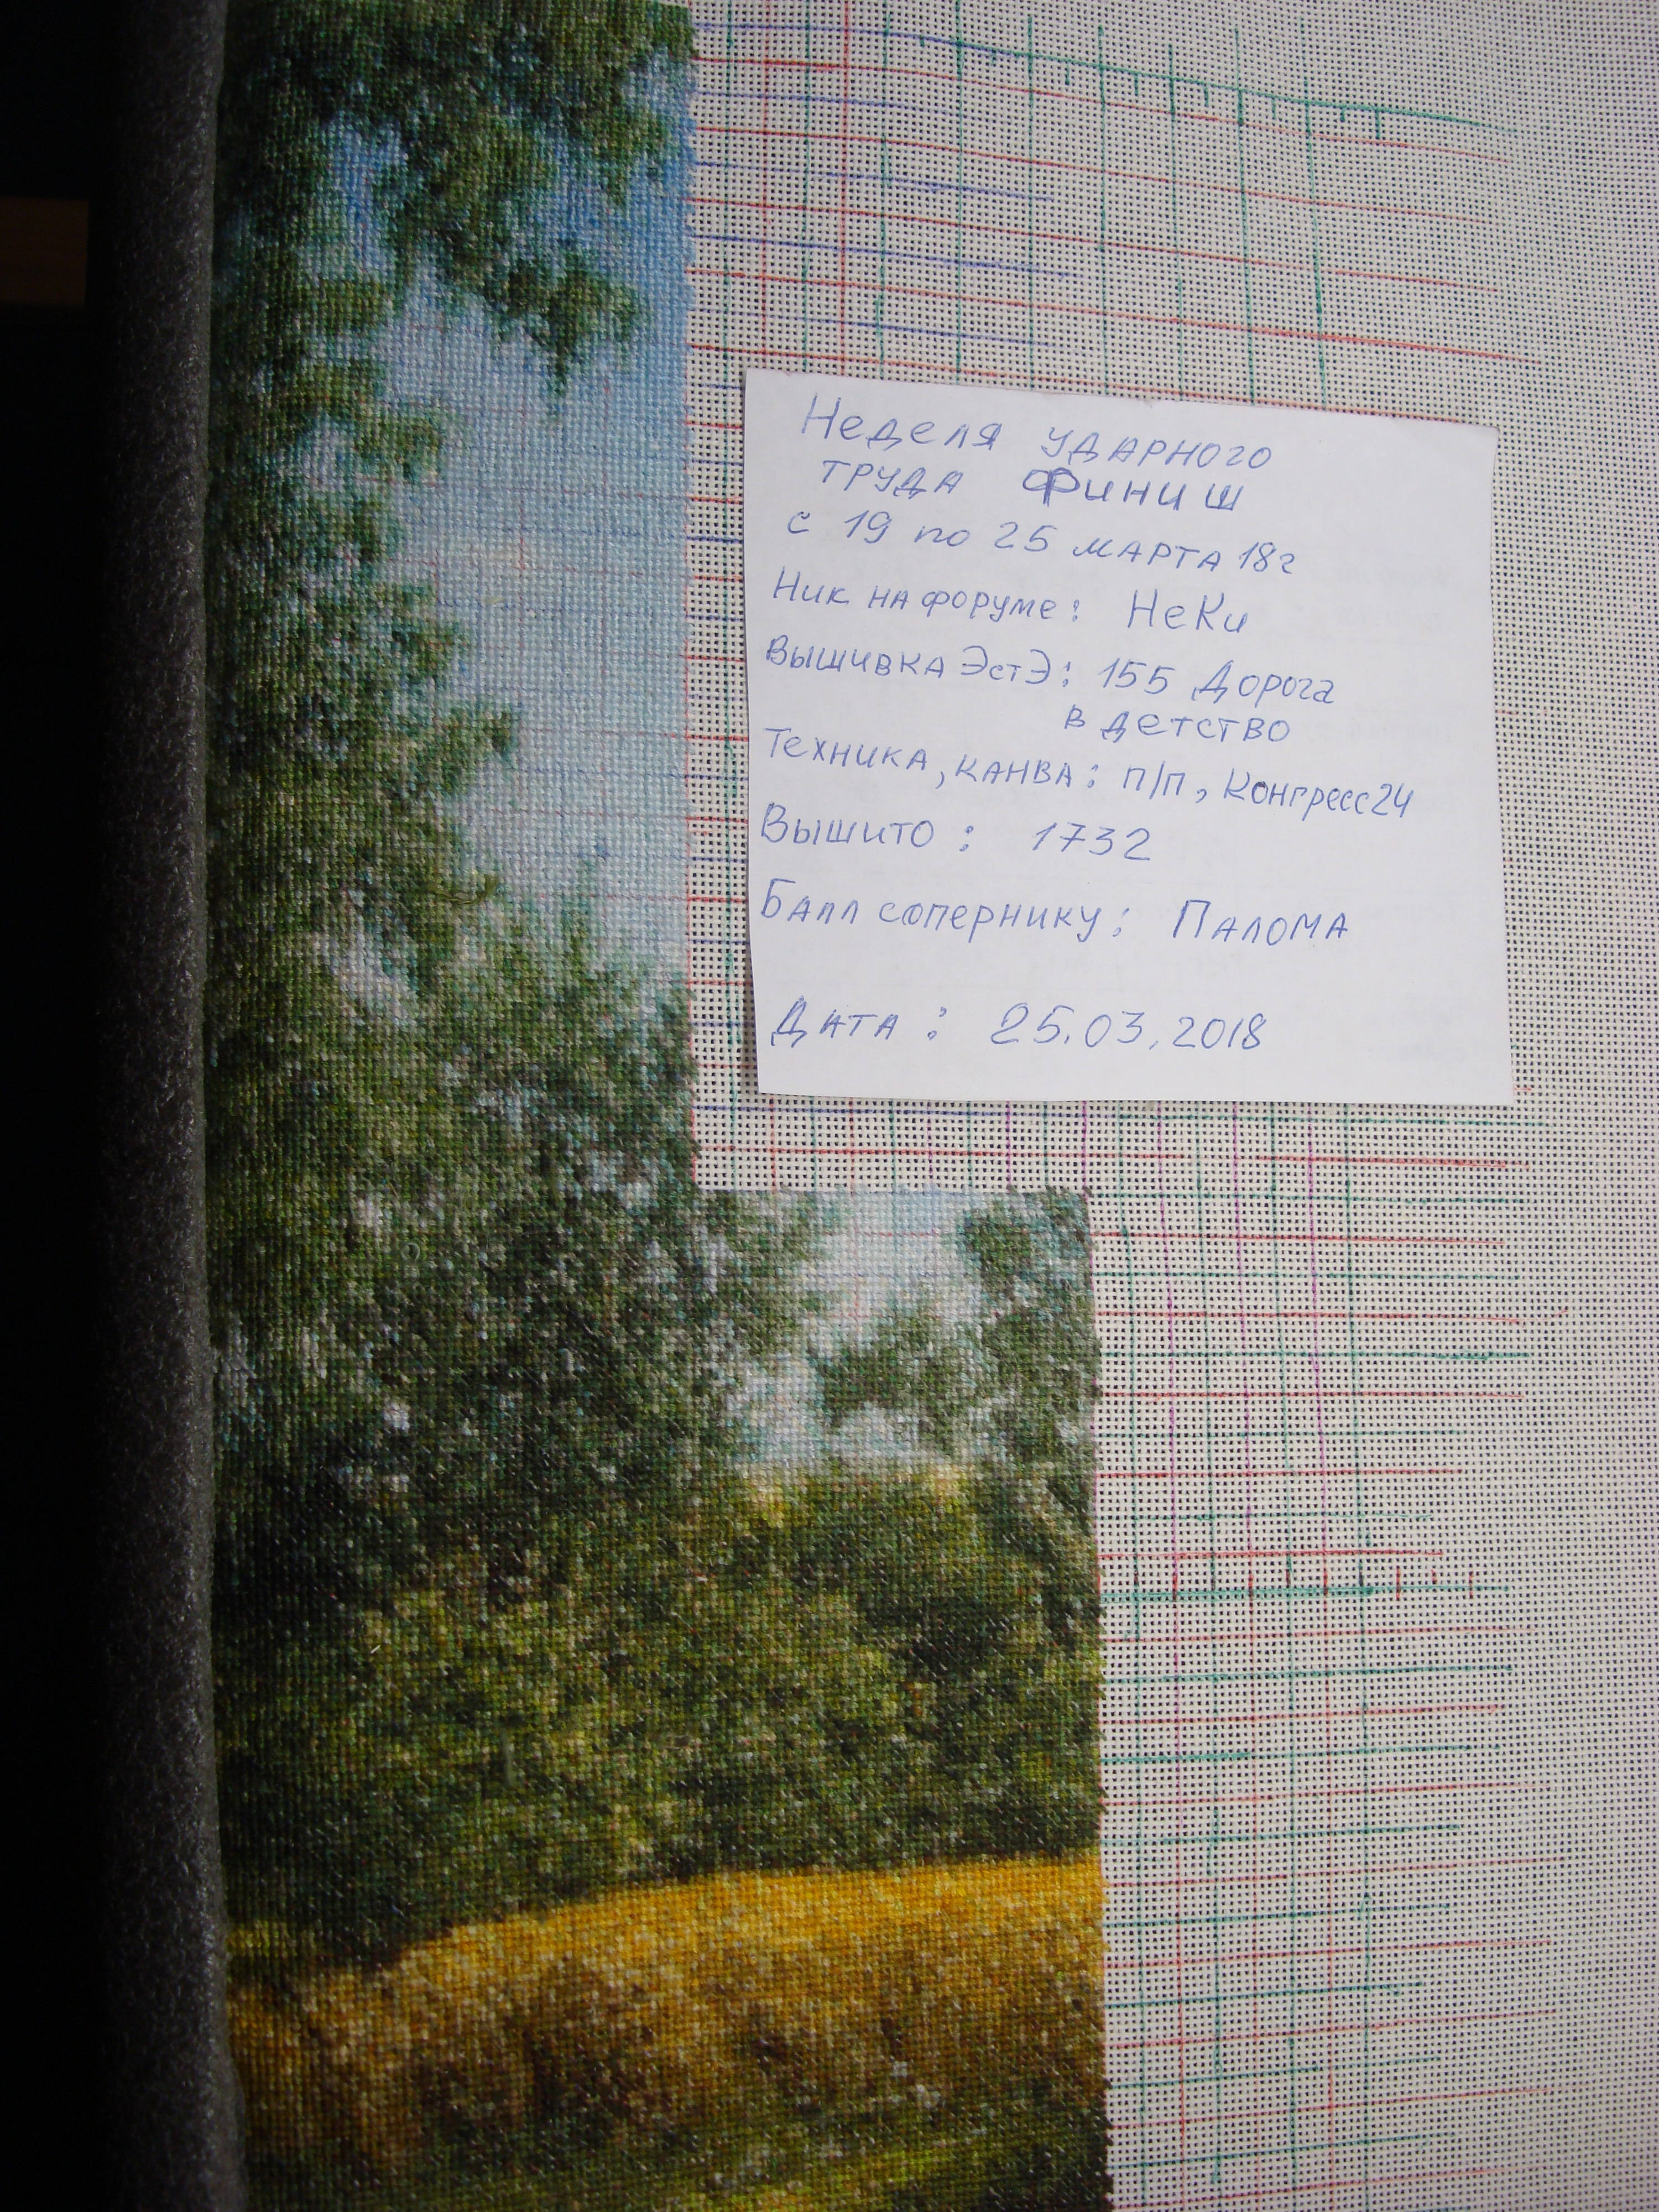 Неделя ударного
труда Финиш
с 19 по 25 марта 18г
Ник на форуме: НеКи
Вышивка ЭстЭ: 155 Дорога
в детство
Техника, канва: п/п, Конгресс24
Вышито: 1732
Балл сопернику: Палома
Дата: 25.03.2018